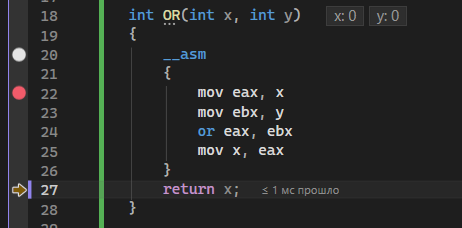 18 int OR(int x, int y) x: 0 y: 0
19 {
20 __asm
21 {
22 mov eax, x
23 mov ebx, y
24 or eax, ebx
25 mov x, eax
26 }
27 return x; ≤ 1 мс прошло
28 }